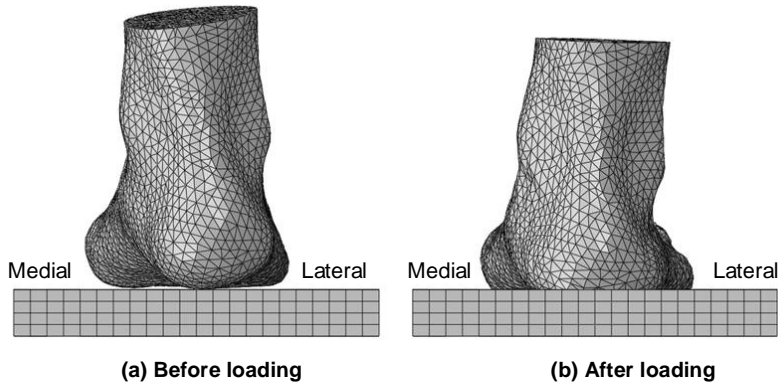 Medial
Lateral
Medial
Lateral
(a) Before loading
(b) After loading